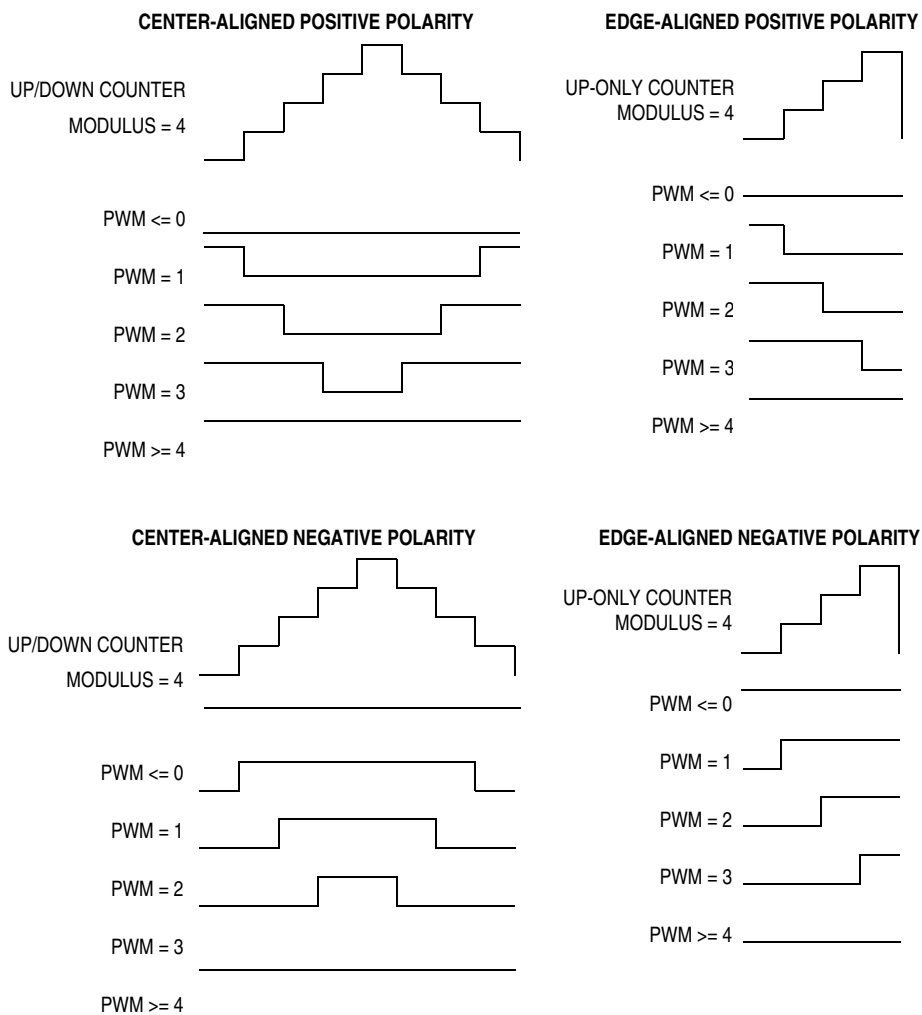 CENTER-ALIGNED POSITIVE POLARITY
UP/DOWN COUNTER
MODULUS = 4
PWM <= 0
PWM = 1
PWM = 2
PWM = 3
PWM >= 4
EDGE-ALIGNED POSITIVE POLARITY
UP-ONLY COUNTER
MODULUS = 4
PWM <= 0
PWM = 1
PWM = 2
PWM = 3
PWM >= 4
CENTER-ALIGNED NEGATIVE POLARITY
UP/DOWN COUNTER
MODULUS = 4
PWM <= 0
PWM = 1
PWM = 2
PWM = 3
PWM >= 4
EDGE-ALIGNED NEGATIVE POLARITY
UP-ONLY COUNTER
MODULUS = 4
PWM <= 0
PWM = 1
PWM = 2
PWM = 3
PWM >= 4